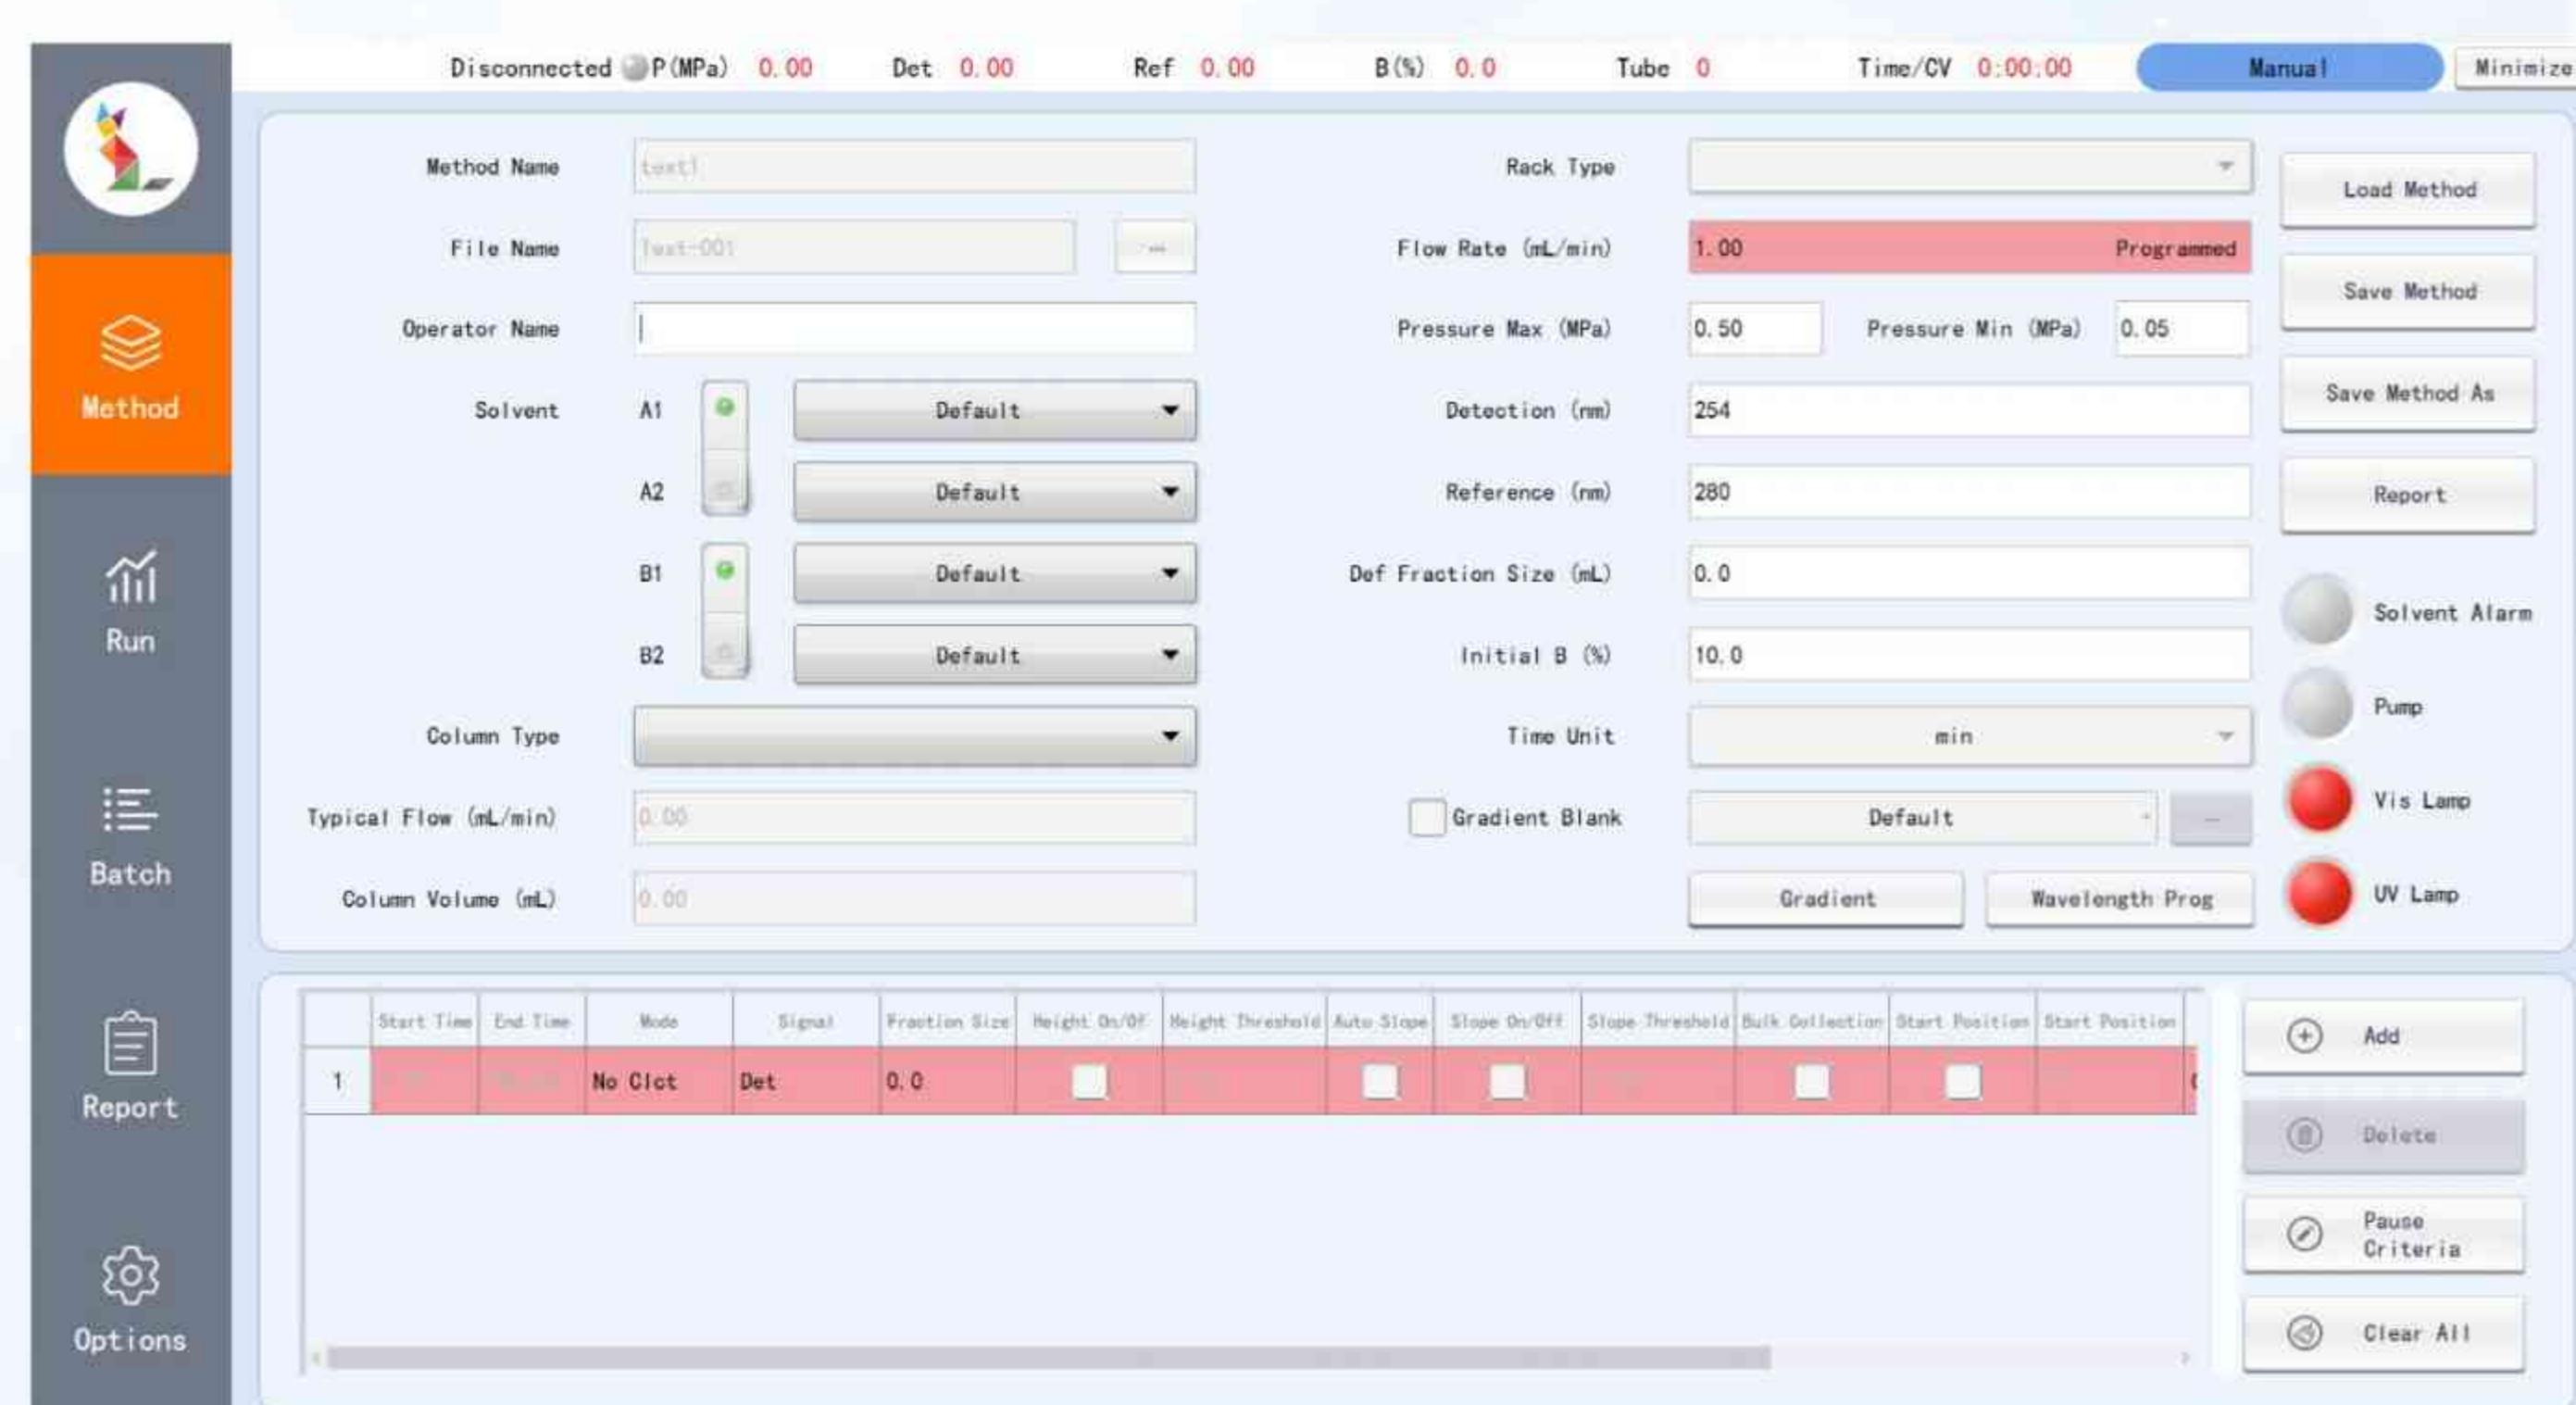 Disconnected P(MPa) 0.00 Det 0.00 Ref 0.00 B(%) 0.0 Tube 0 Time/CV 0:00:00 Manual Minimize
Method
Run
Batch
Report
Options
Method Name
File Name
Operator Name
Solvent A1 Default
A2 Default
B1 Default
B2 Default
Column Type
Typical Flow (mL/min) 0.00
Column Volume (mL) 0.00
Rack Type
Flow Rate (mL/min) 1.00 Programmed
Pressure Max (MPa) 0.50 Pressure Min (MPa) 0.05
Detection (nm) 254
Reference (nm) 280
Def Fraction Size (mL) 0.0
Initial B (%) 10.0
Time Unit min
Gradient Blank Default
Gradient Wavelength Prog
Load Method
Save Method
Save Method As
Report
Solvent Alarm
Pump
Vis Lamp
UV Lamp
Start Time End Time Mode Signal Fraction Size Height On/Of Height Threshold Auto Slope Slope On/Off Slope Threshold Bulk Collection Start Position Start Position
1 No Clct Det 0.0
Add
Delete
Pause
Criteria
Clear All